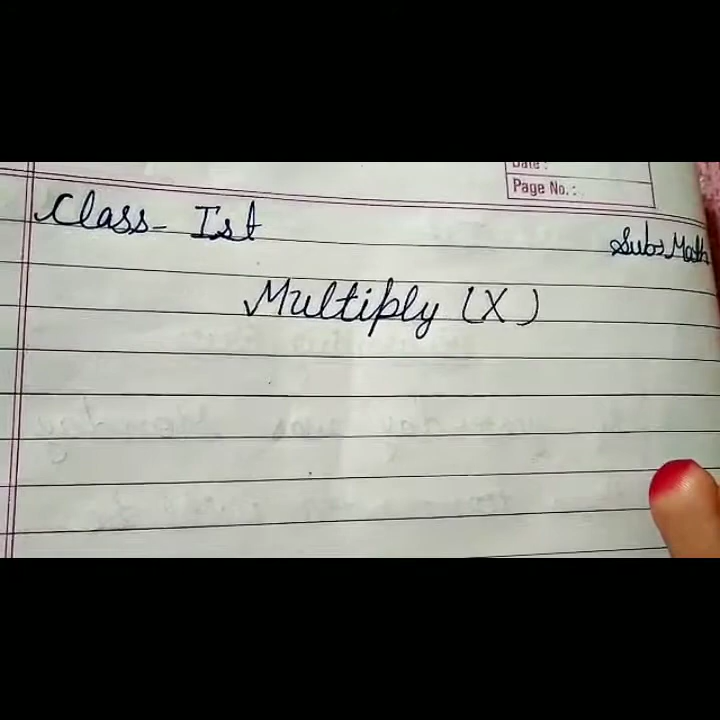 Date :
Page No. :
Class- Ist
Sub: Math
Multiply (X)